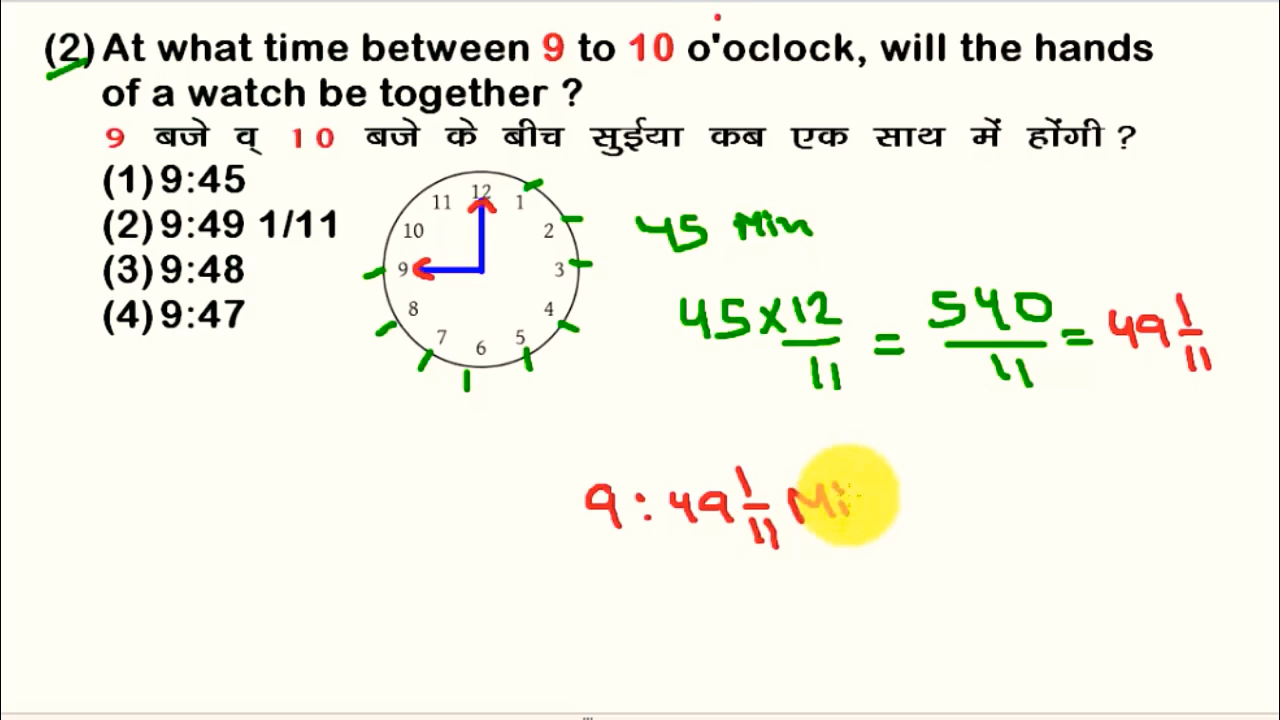 (2) At what time between 9 to 10 o'oclock, will the hands
of a watch be together ?
9 बजे व् 10 बजे के बीच सुईया कब एक साथ में होंगी ?
(1) 9:45
(2) 9:49 1/11
(3) 9:48
(4) 9:47
12
11 1
10 2
9 3
8 4
7 5
6
45 Min
45 × 12/11 = 540/11 = 49 1/11
9 : 49 1/11 Mi